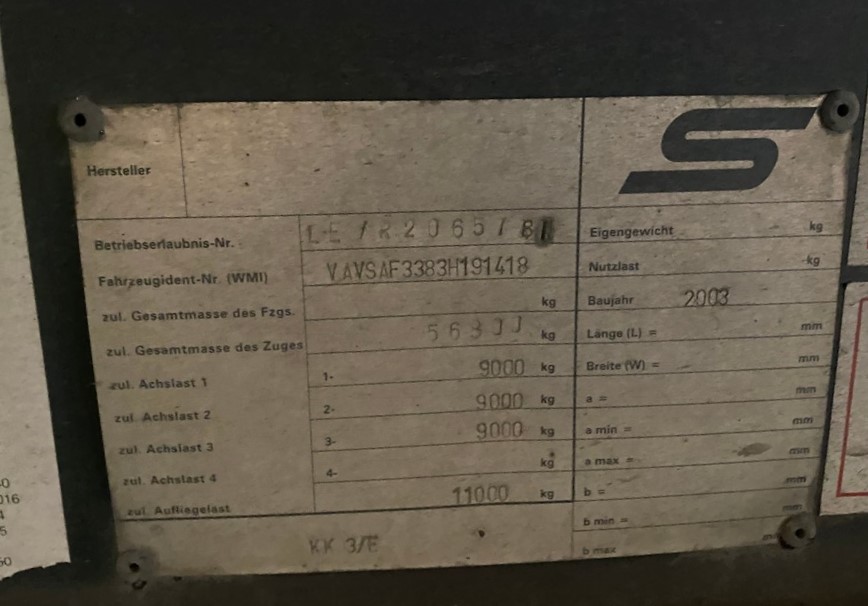 Hersteller
Betriebserlaubnis-Nr.
Fahrzeugident-Nr. (WMI) VAVSAF3383H191418
zul. Gesamtmasse des Fzgs. kg
zul. Gesamtmasse des Zuges kg
zul. Achslast 1 1- 9000 kg
zul. Achslast 2 2- 9000 kg
zul. Achslast 3 3- 9000 kg
zul. Achslast 4 4- kg
zul. Aufliegelast 11000 kg
KK 3/E
S
Eigengewicht kg
Nutzlast kg
Baujahr 2003
Länge (L) = mm
Breite (W) = mm
a = mm
a min = mm
a max = mm
b = mm
b min = mm
b max